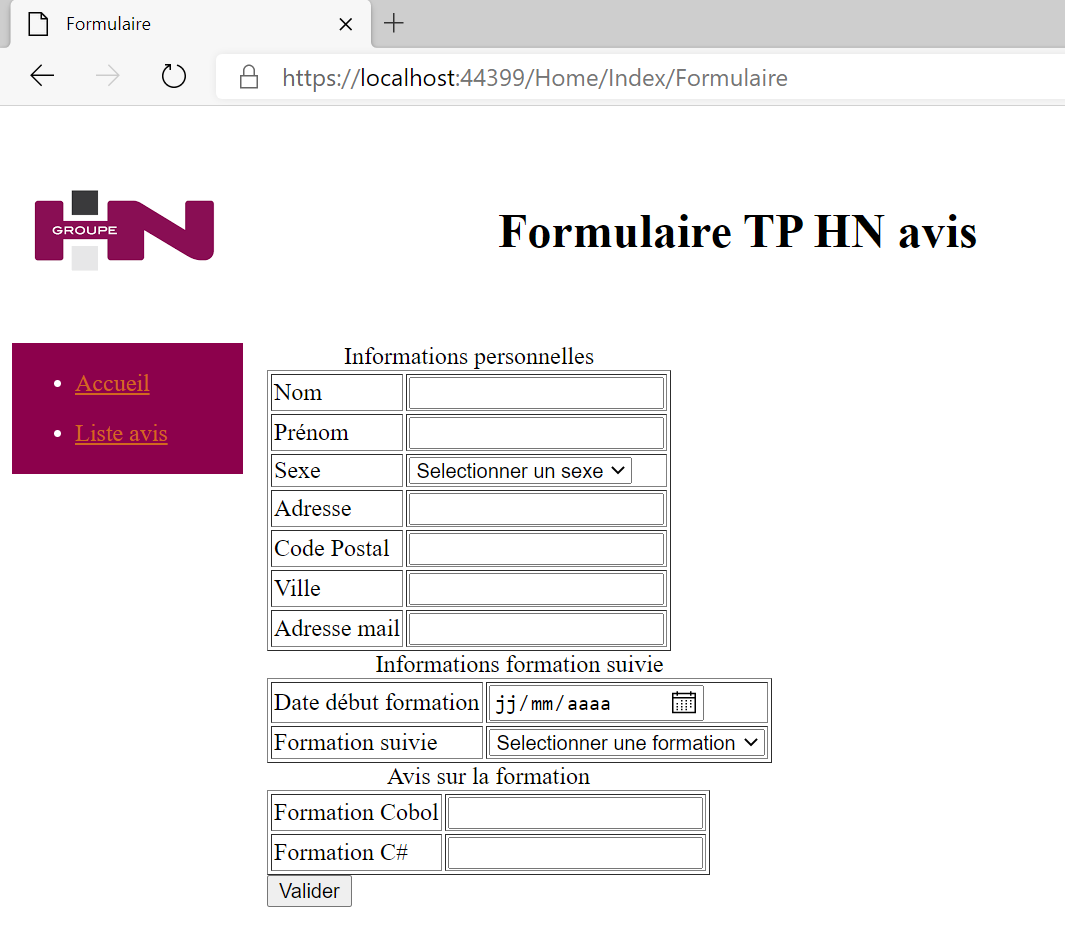 Formulaire
https://localhost:44399/Home/Index/Formulaire
GROUPE
HN
Formulaire TP HN avis
Accueil
Liste avis
Informations personnelles
Nom
Prénom
Sexe Selectionner un sexe
Adresse
Code Postal
Ville
Adresse mail
Informations formation suivie
Date début formation jj/mm/aaaa
Formation suivie Selectionner une formation
Avis sur la formation
Formation Cobol
Formation C#
Valider